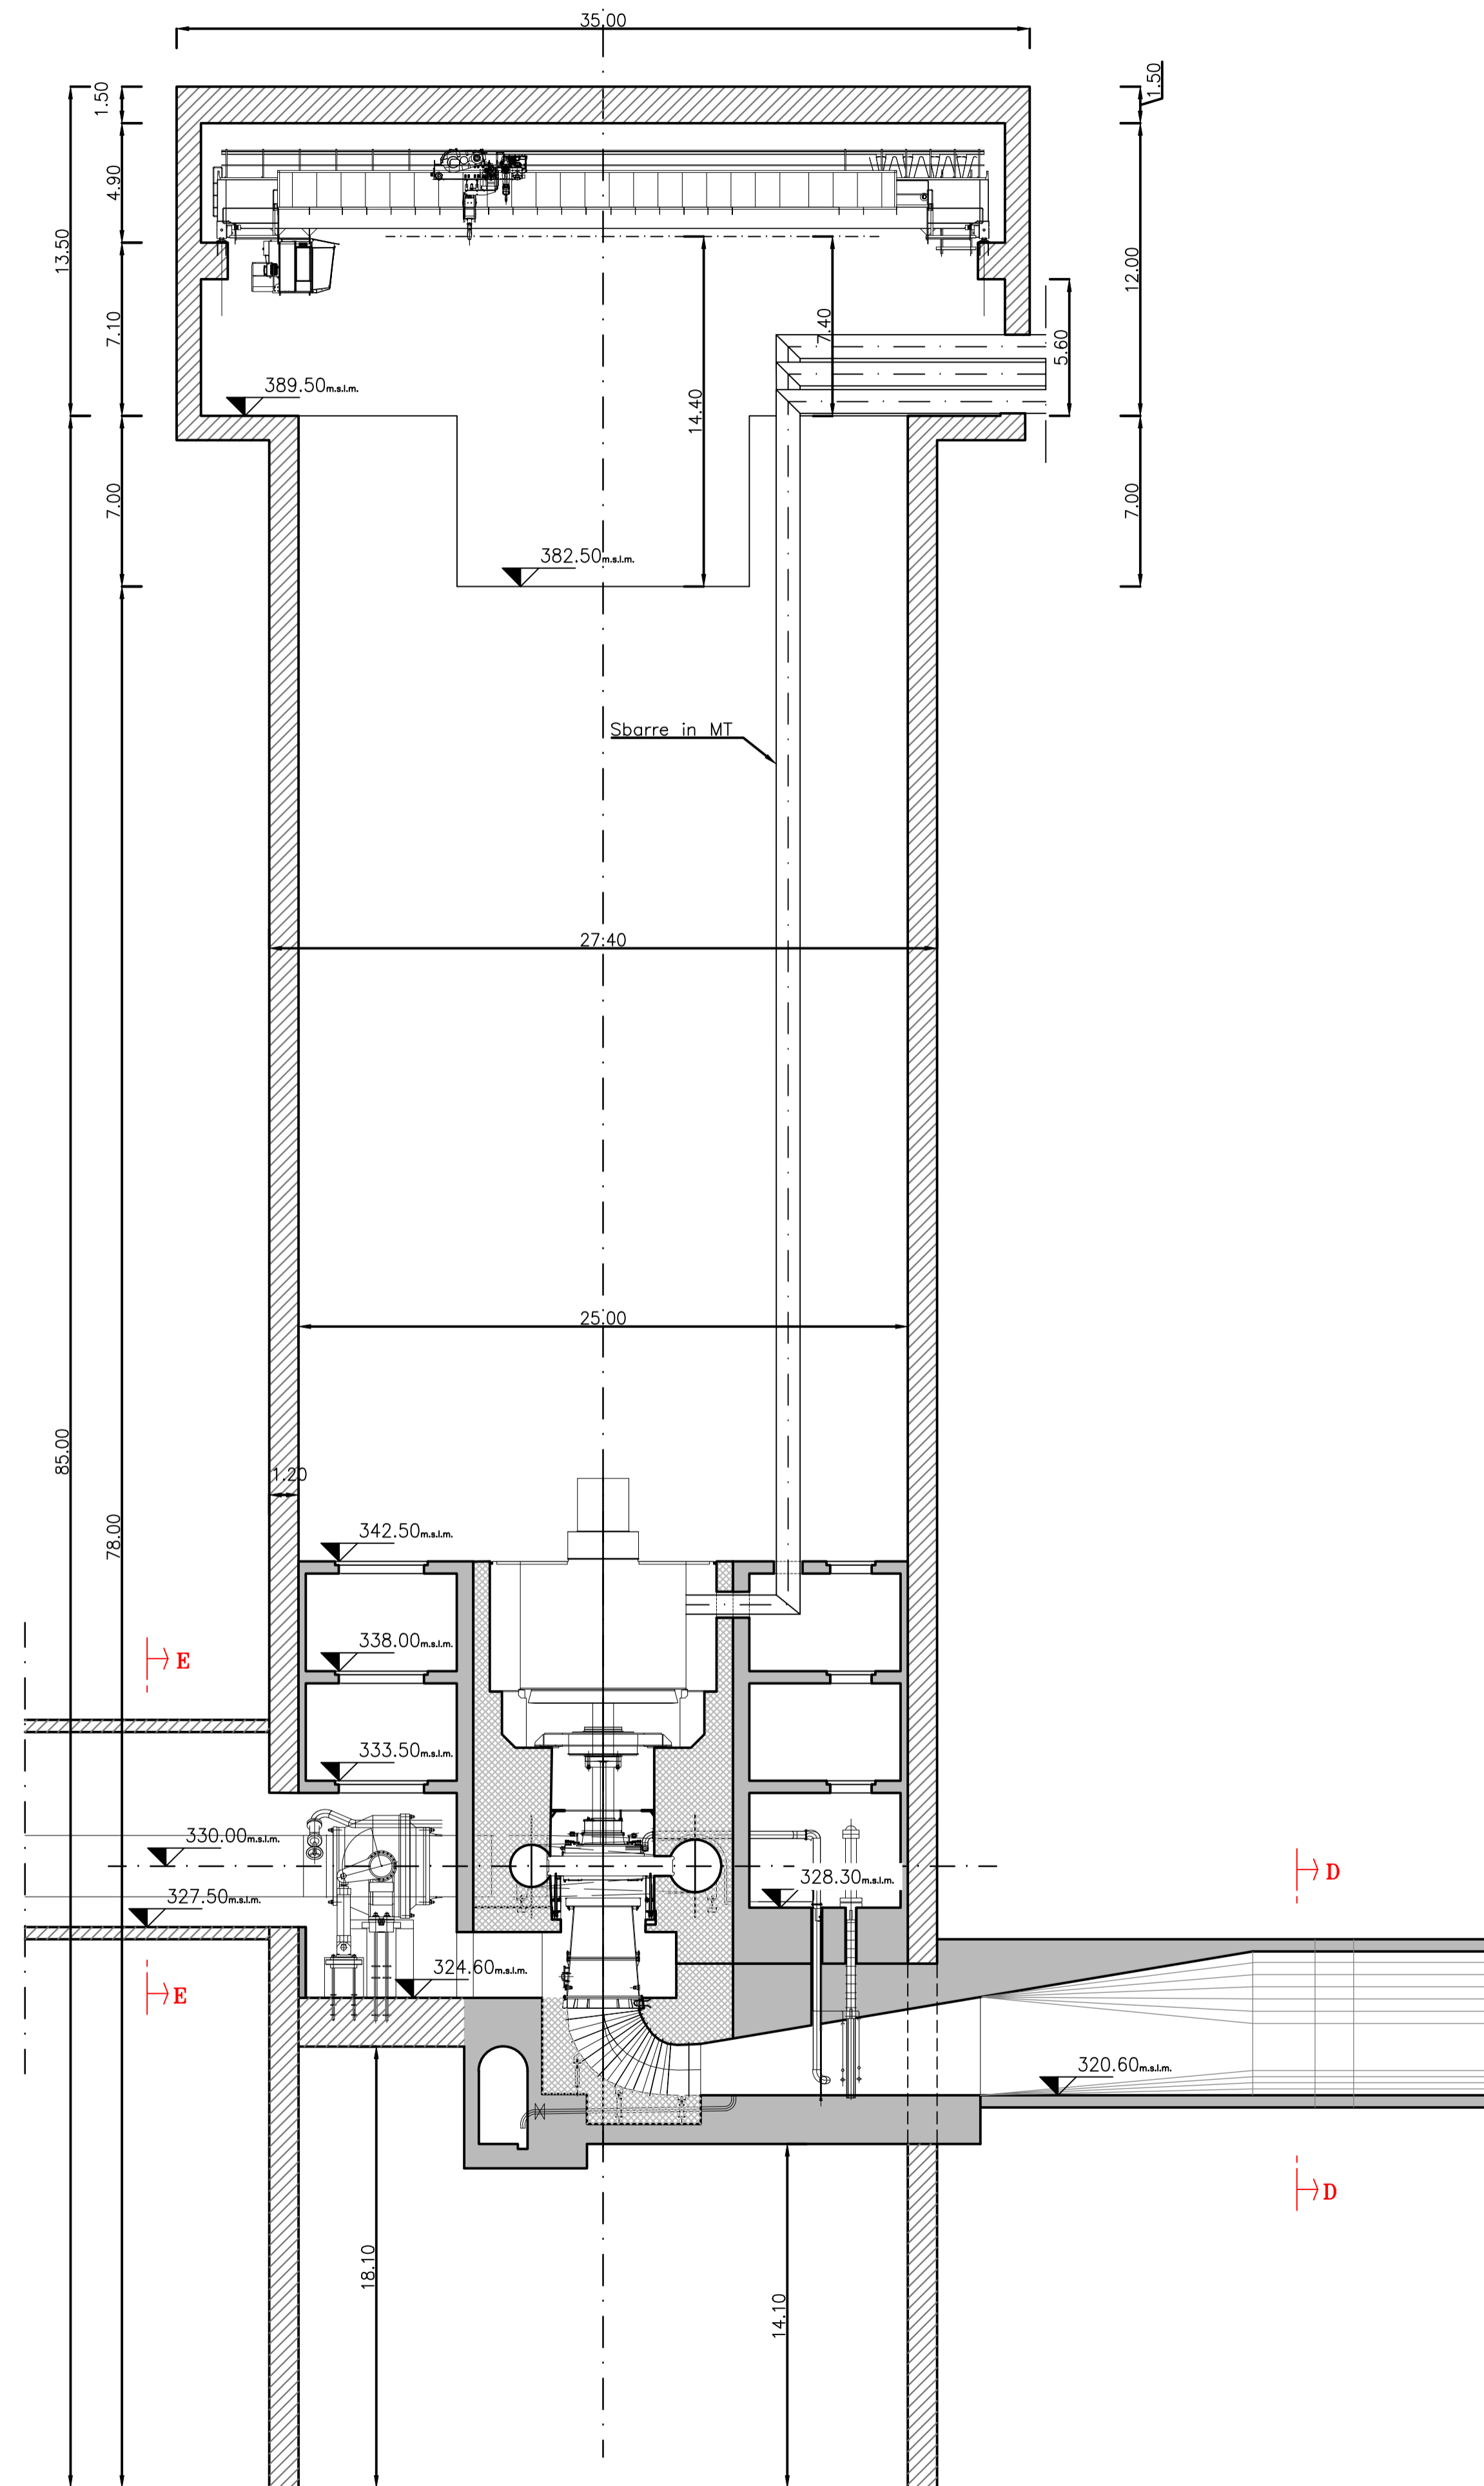 35.00
1.50
1.50
4.90
13.50
12.00
7.10
7.40
5.60
389.50m.s.l.m.
14.40
7.00
7.00
382.50m.s.l.m.
Sbarre in MT
27.40
25.00
85.00
1.20
78.00
342.50m.s.l.m.
338.00m.s.l.m.
E
333.50m.s.l.m.
330.00m.s.l.m.
328.30m.s.l.m.
D
327.50m.s.l.m.
324.60m.s.l.m.
E
320.60m.s.l.m.
D
18.10
14.10